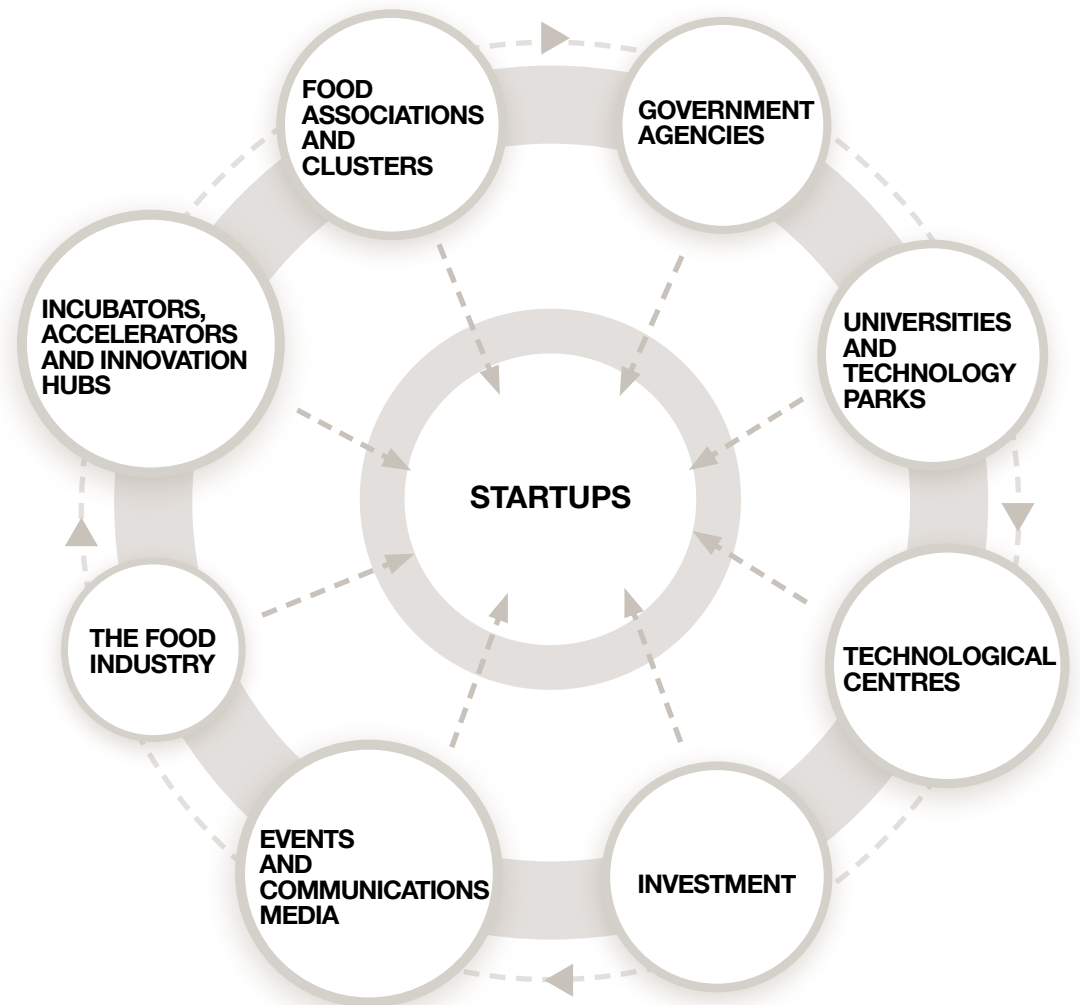 FOOD
ASSOCIATIONS
AND
CLUSTERS
GOVERNMENT
AGENCIES
INCUBATORS,
ACCELERATORS
AND INNOVATION
HUBS
UNIVERSITIES
AND
TECHNOLOGY
PARKS
STARTUPS
THE FOOD
INDUSTRY
TECHNOLOGICAL
CENTRES
EVENTS
AND
COMMUNICATIONS
MEDIA
INVESTMENT